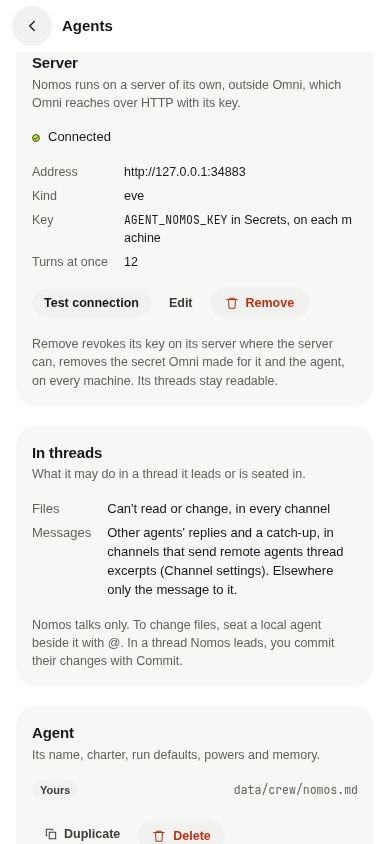 Agents
Server
Nomos runs on a server of its own, outside Omni, which
Omni reaches over HTTP with its key.
Connected
Address http://127.0.0.1:34883
Kind eve
Key AGENT_NOMOS_KEY in Secrets, on each m
achine
Turns at once 12
Test connection Edit Remove
Remove revokes its key on its server where the server
can, removes the secret Omni made for it and the agent,
on every machine. Its threads stay readable.
In threads
What it may do in a thread it leads or is seated in.
Files Can't read or change, in every channel
Messages Other agents' replies and a catch-up, in
channels that send remote agents thread
excerpts (Channel settings). Elsewhere
only the message to it.
Nomos talks only. To change files, seat a local agent
beside it with @. In a thread Nomos leads, you commit
their changes with Commit.
Agent
Its name, charter, run defaults, powers and memory.
Yours data/crew/nomos.md
Duplicate Delete